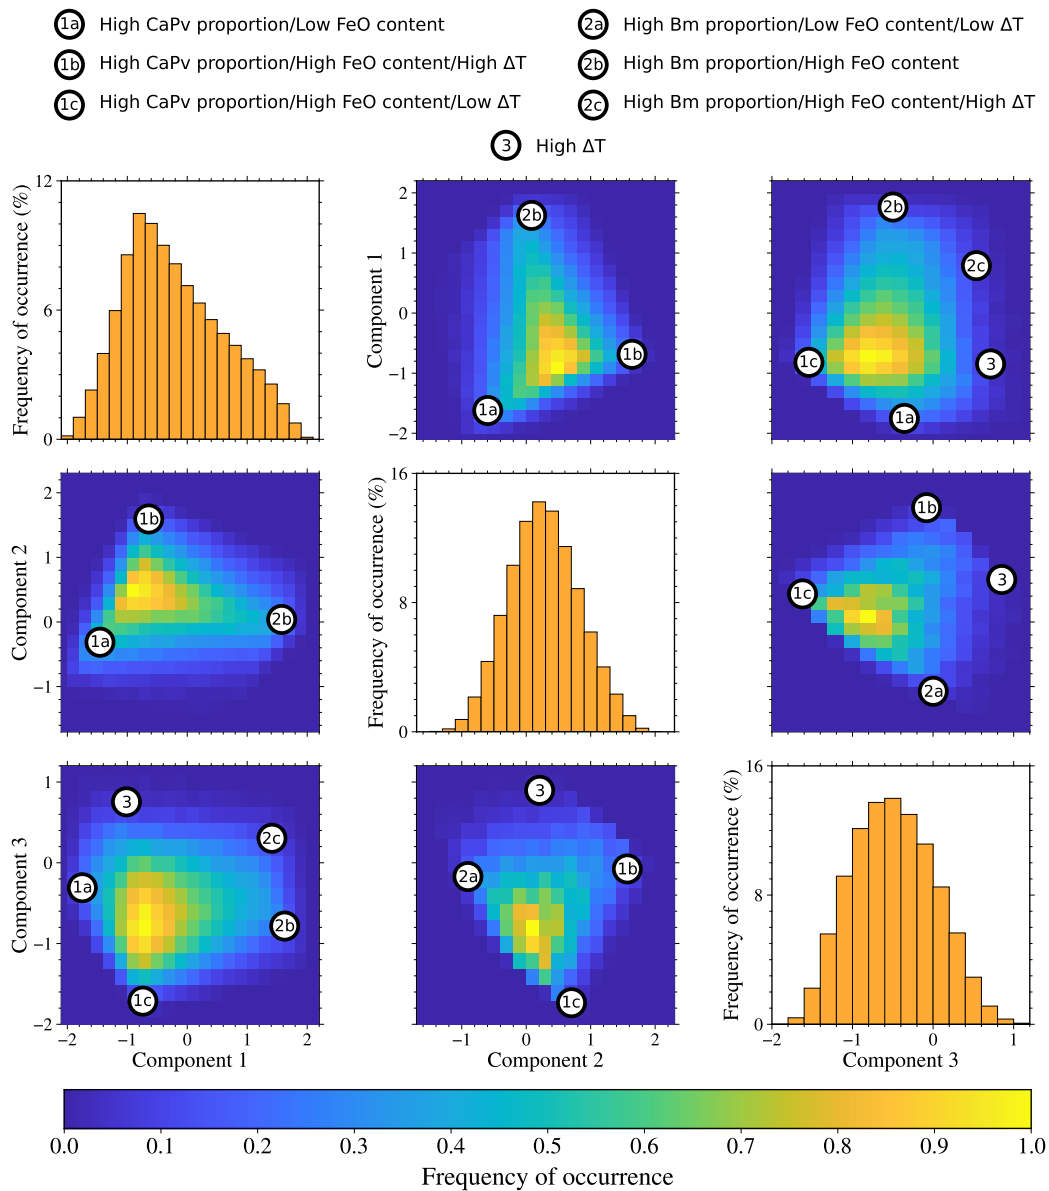 1a High CaPv proportion/Low FeO content
2a High Bm proportion/Low FeO content/Low ΔT
1b High CaPv proportion/High FeO content/High ΔT
2b High Bm proportion/High FeO content
1c High CaPv proportion/High FeO content/Low ΔT
2c High Bm proportion/High FeO content/High ΔT
3 High ΔT
Frequency of occurrence (%)
12
6
0
Component 1
2
1
0
−1
−2
2b
1b
1a
2b
2c
1c
3
1a
Component 2
2
1
0
−1
1b
2b
1a
Frequency of occurrence (%)
16
8
0
1b
3
1c
2a
Component 3
1
0
−1
−2
3
2c
1a
2b
1c
−2 −1 0 1 2
Component 1
3
2a
1b
1c
−1 0 1 2
Component 2
Frequency of occurrence (%)
16
8
0
−2 −1 0 1
Component 3
0.0 0.1 0.2 0.3 0.4 0.5 0.6 0.7 0.8 0.9 1.0
Frequency of occurrence